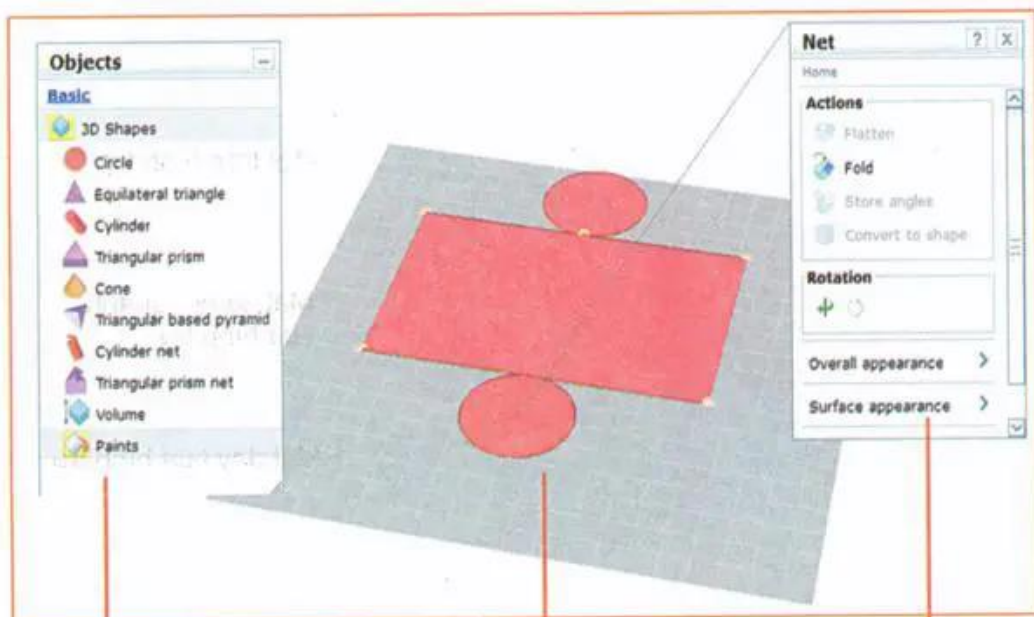 Objects
Basic
3D Shapes
Circle
Equilateral triangle
Cylinder
Triangular prism
Cone
Triangular based pyramid
Cylinder net
Triangular prism net
Volume
Paints
Net
? X
Home
Actions
Flatten
Fold
Store angles
Convert to shape
Rotation
Overall appearance
Surface appearance